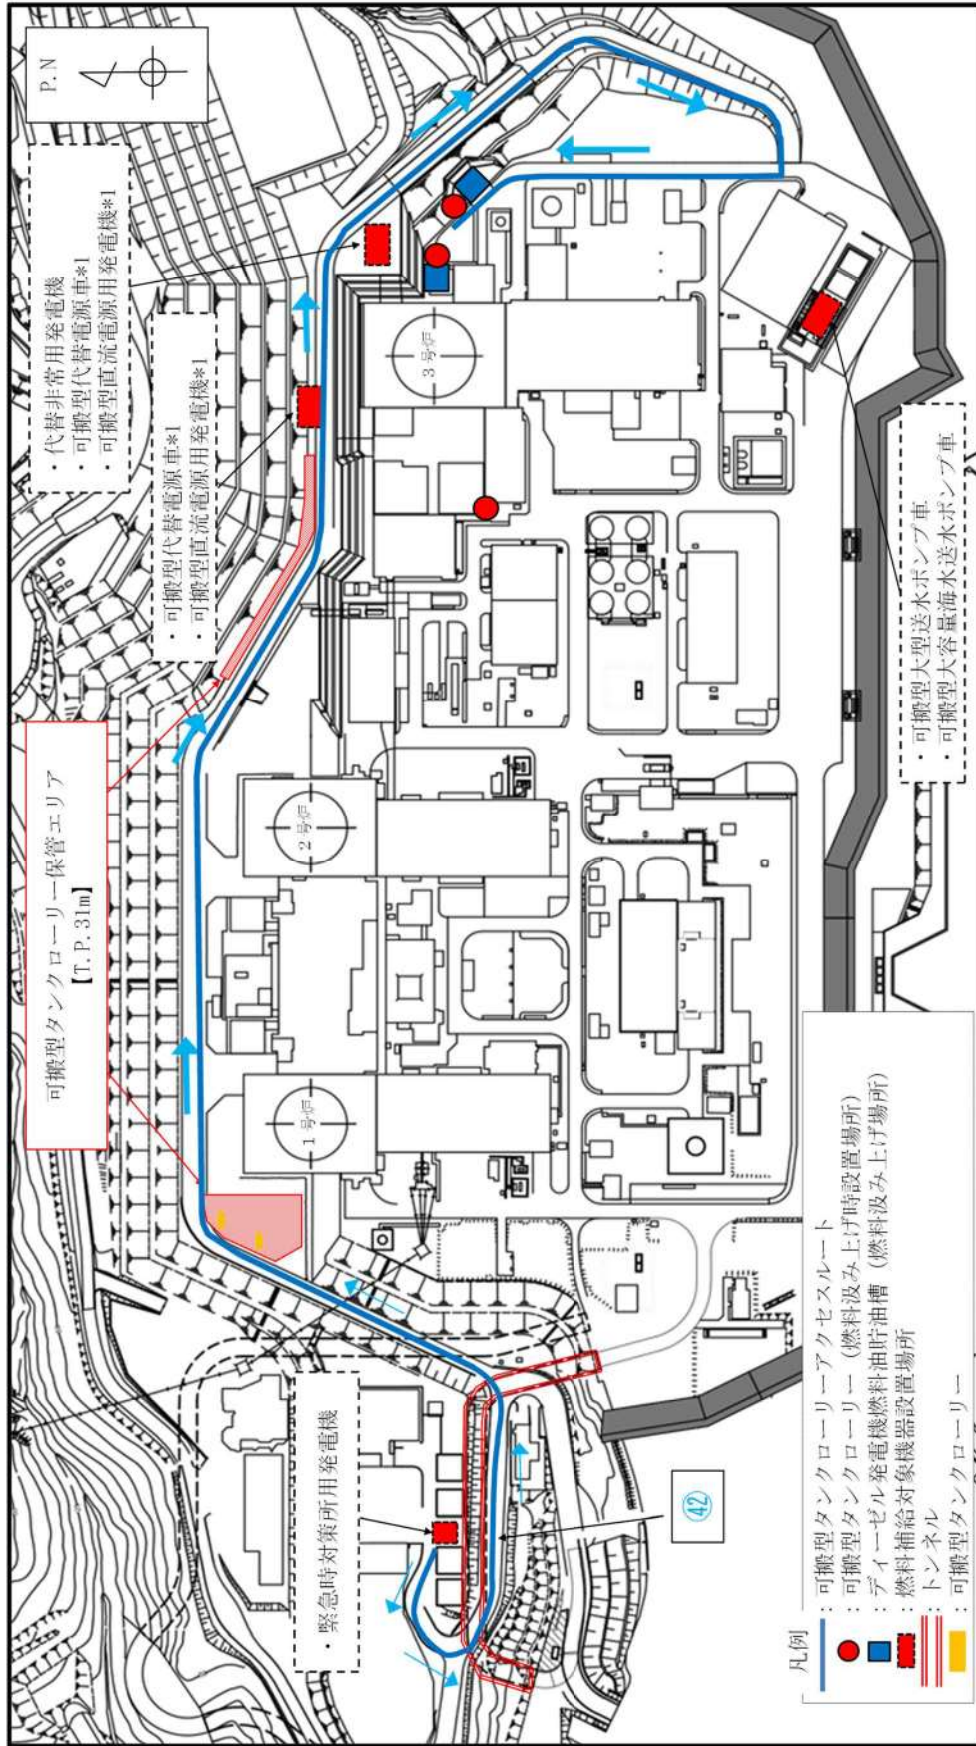 P.N
・代替非常用発電機
・可搬型代替電源車*1
・可搬型直流電源用発電機*1
・可搬型代替電源車*1
・可搬型直流電源用発電機*1
可搬型タンクローリー保管エリア
【T.P.31m】
・緊急時対策所用発電機
㊷
1号炉
2号炉
3号炉
・可搬型大型送水ポンプ車
・可搬型大容量海水送水ポンプ車
凡例
：可搬型タンクローリーアクセスルート
：可搬型タンクローリー（燃料汲み上げ時設置場所）
：ディーゼル発電機燃料油貯油槽（燃料汲み上げ場所）
：燃料補給対象機器設置場所
：トンネル
：可搬型タンクローリー